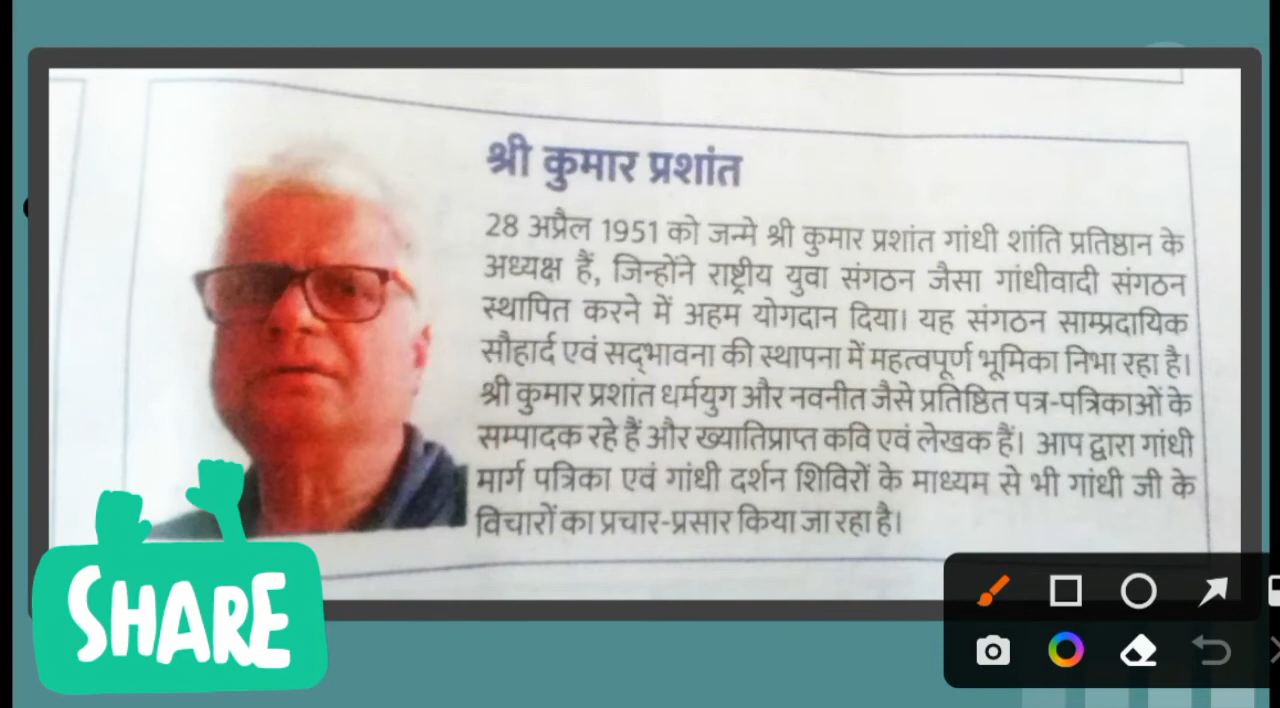 श्री कुमार प्रशांत
28 अप्रैल 1951 को जन्मे श्री कुमार प्रशांत गांधी शांति प्रतिष्ठान के
अध्यक्ष हैं, जिन्होंने राष्ट्रीय युवा संगठन जैसा गांधीवादी संगठन
स्थापित करने में अहम योगदान दिया। यह संगठन साम्प्रदायिक
सौहार्द एवं सद्‌भावना की स्थापना में महत्वपूर्ण भूमिका निभा रहा है।
श्री कुमार प्रशांत धर्मयुग और नवनीत जैसे प्रतिष्ठित पत्र-पत्रिकाओं के
सम्पादक रहे हैं और ख्यातिप्राप्त कवि एवं लेखक हैं। आप द्वारा गांधी
मार्ग पत्रिका एवं गांधी दर्शन शिविरों के माध्यम से भी गांधी जी के
विचारों का प्रचार-प्रसार किया जा रहा है।
SHARE